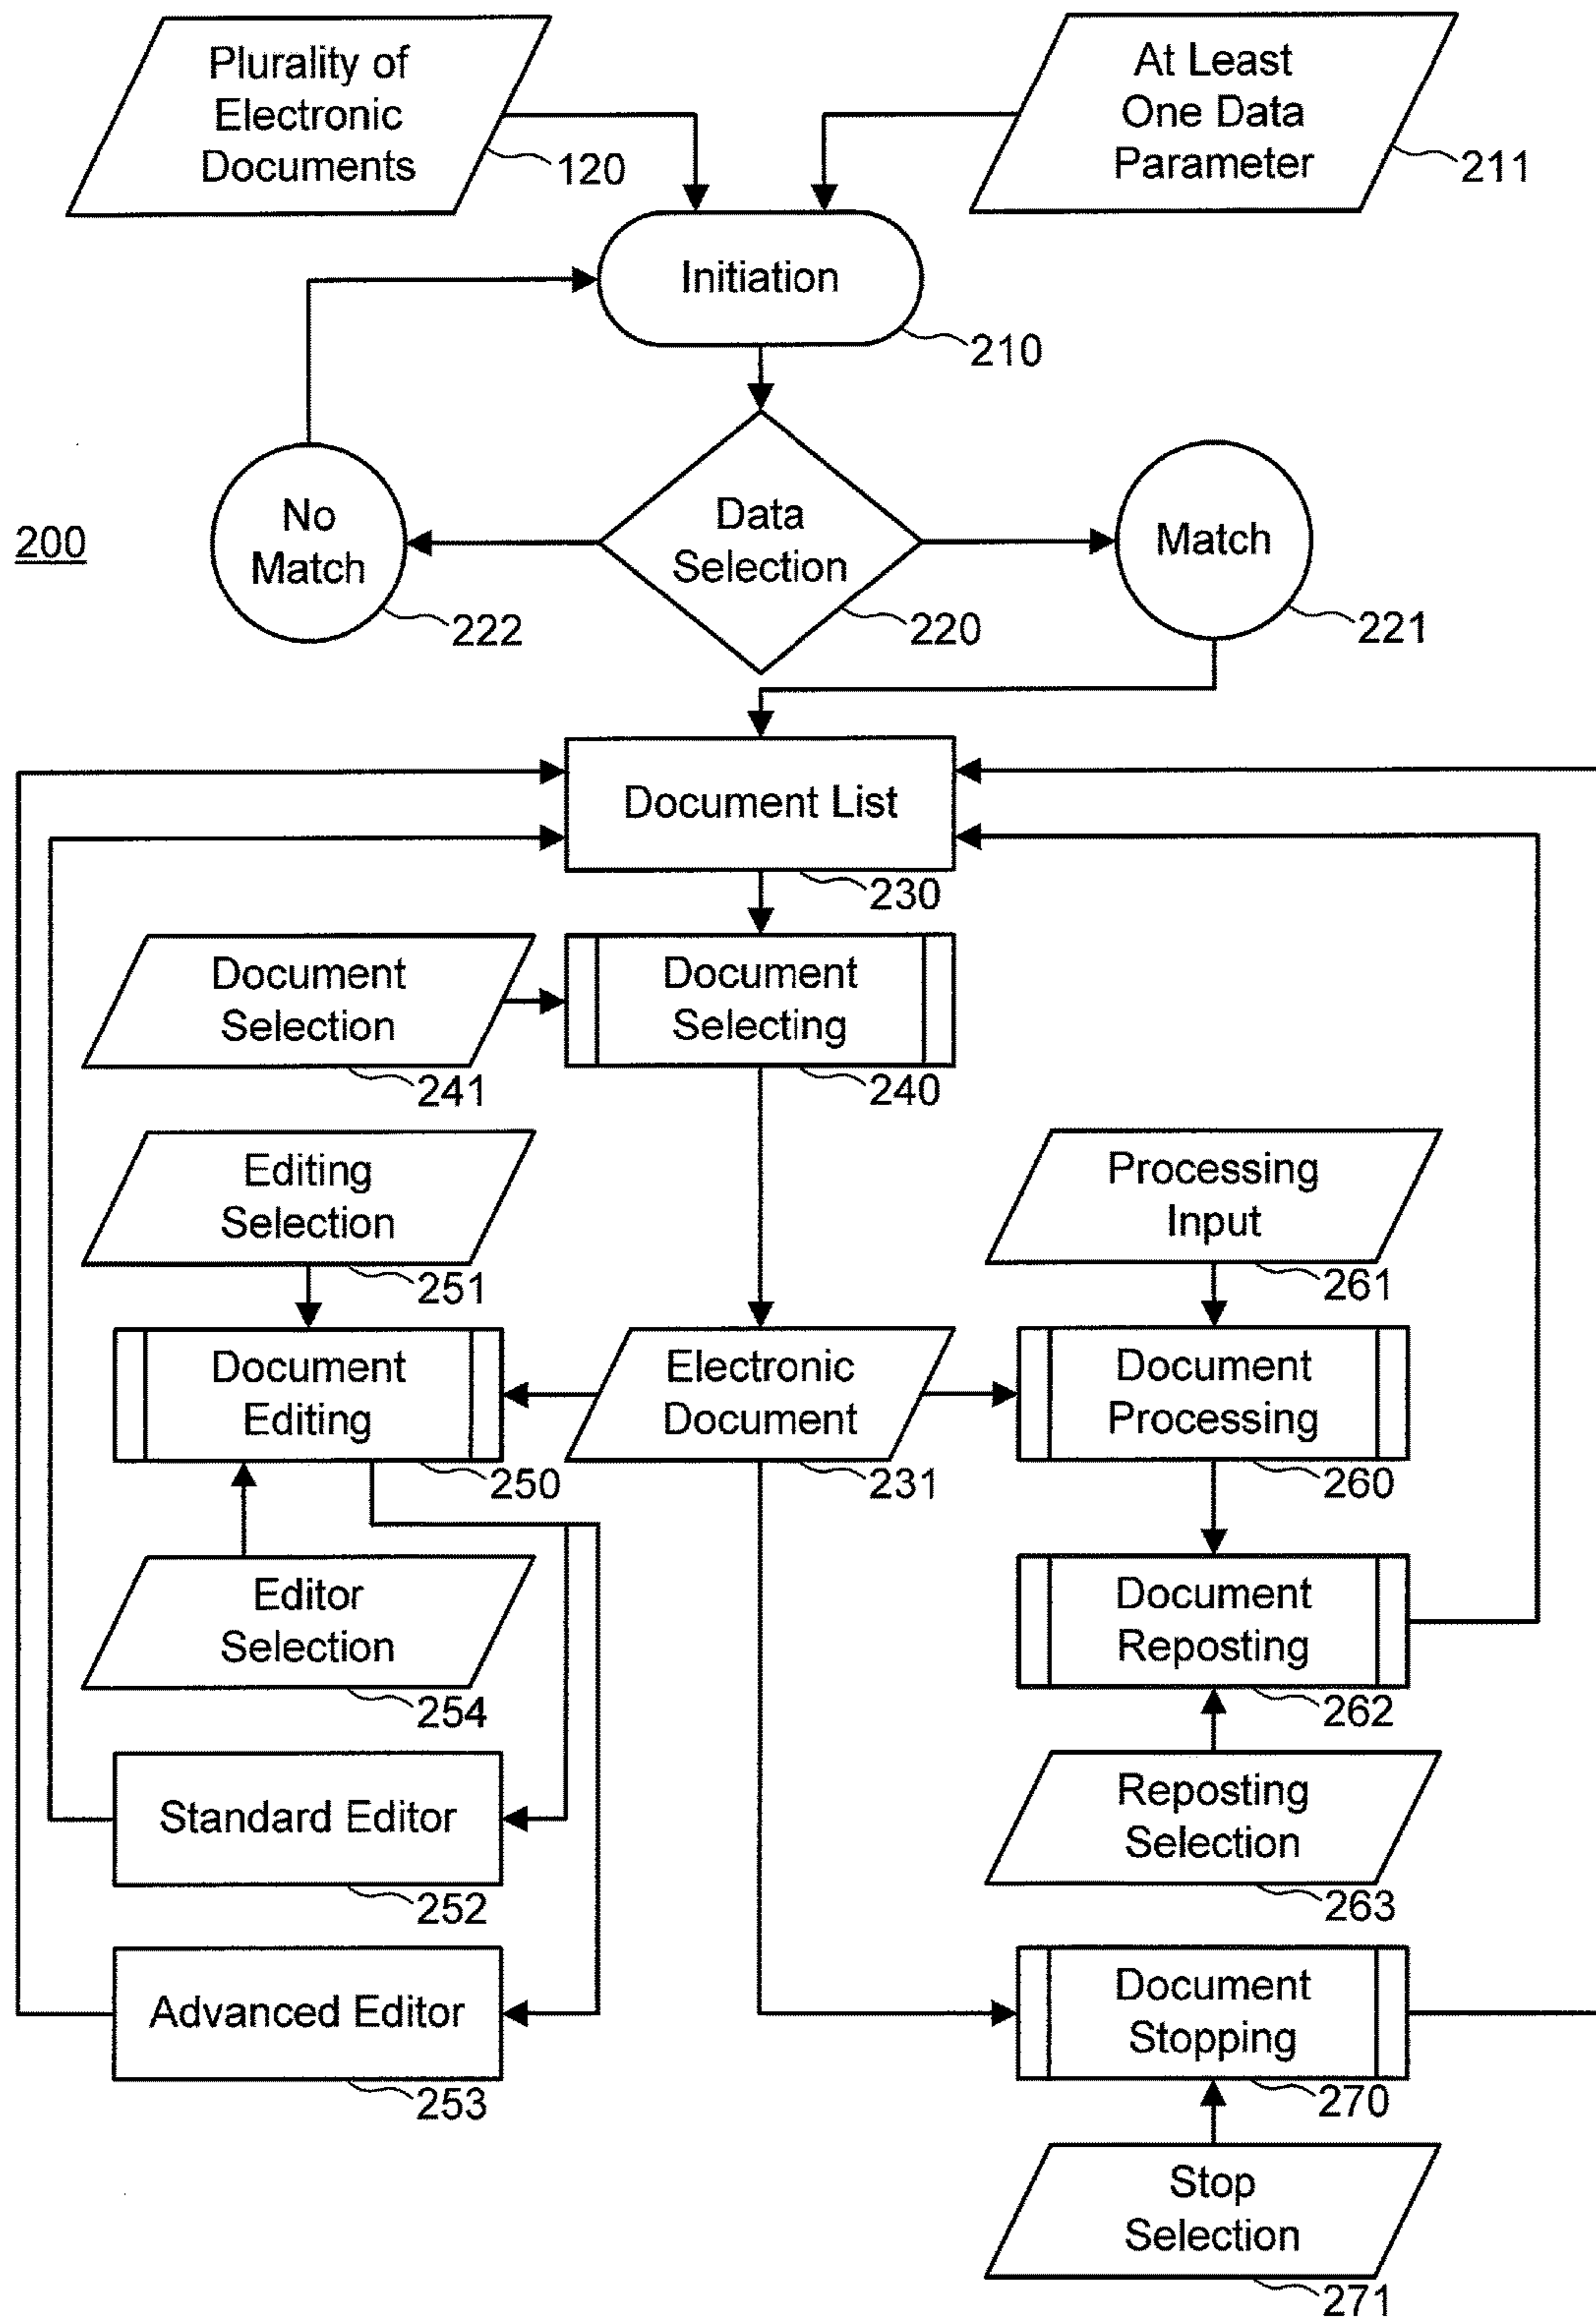 Plurality of
Electronic
Documents
120
At Least
One Data
Parameter
211
Initiation
210
200
No
Match
222
Data
Selection
220
Match
221
Document List
230
Document
Selection
241
Document
Selecting
240
Editing
Selection
251
Processing
Input
261
Document
Editing
250
Electronic
Document
231
Document
Processing
260
Editor
Selection
254
Document
Reposting
262
Standard Editor
252
Reposting
Selection
263
Advanced Editor
253
Document
Stopping
270
Stop
Selection
271